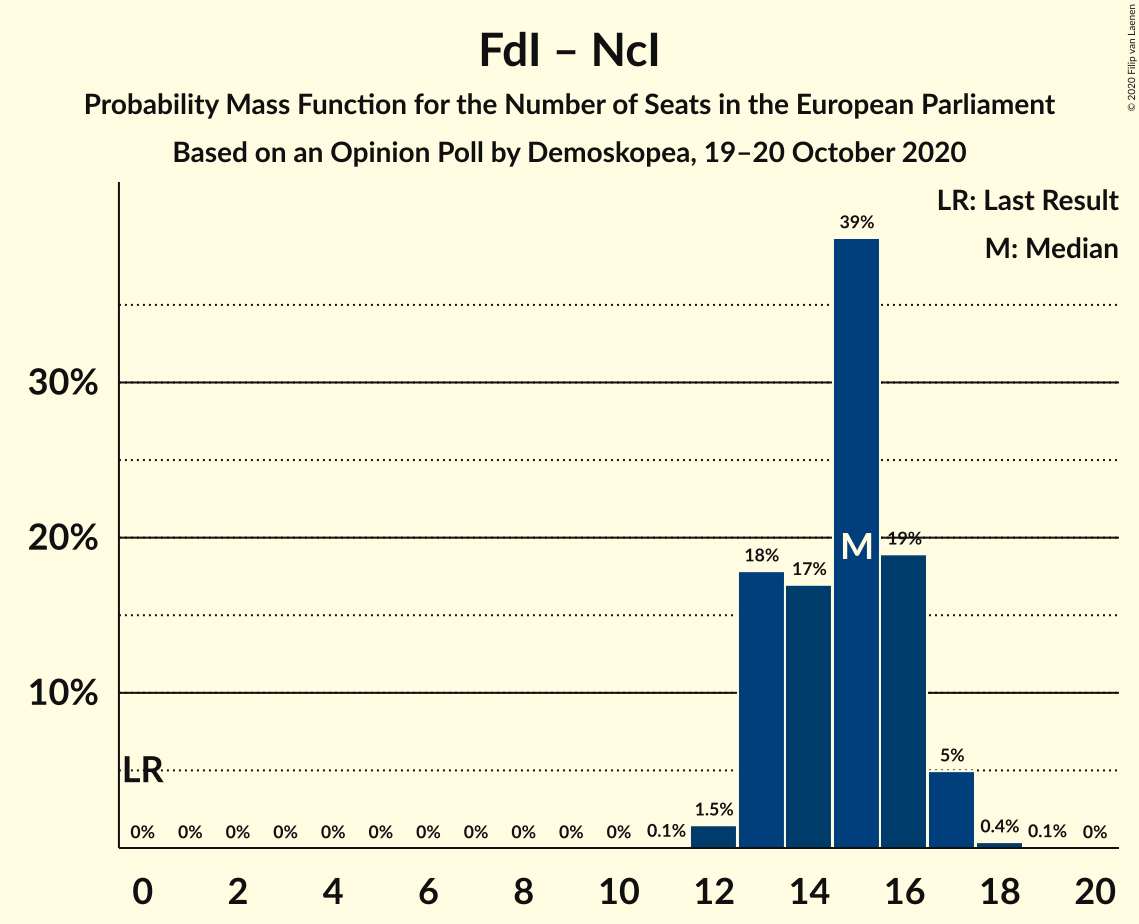 FdI – NcI
Probability Mass Function for the Number of Seats in the European Parliament
Based on an Opinion Poll by Demoskopea, 19–20 October 2020
© 2020 Filip van Laenen
LR: Last Result
M: Median
30%
20%
10%
39%
18%
17%
M
19%
5%
LR
0%
0%
0%
0%
0%
0%
0%
0%
0%
0%
0%
0.1%
1.5%
0.4%
0.1%
0%
0 2 4 6 8 10 12 14 16 18 20